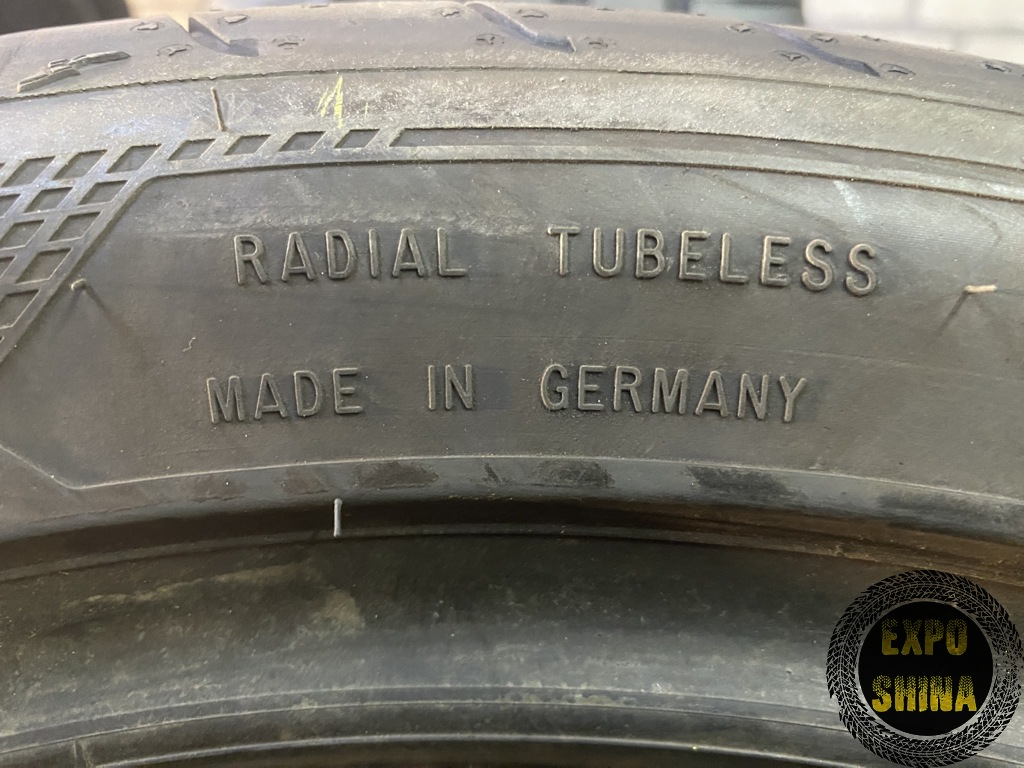 RADIAL TUBELESS
MADE IN GERMANY
EXPO
SHINA